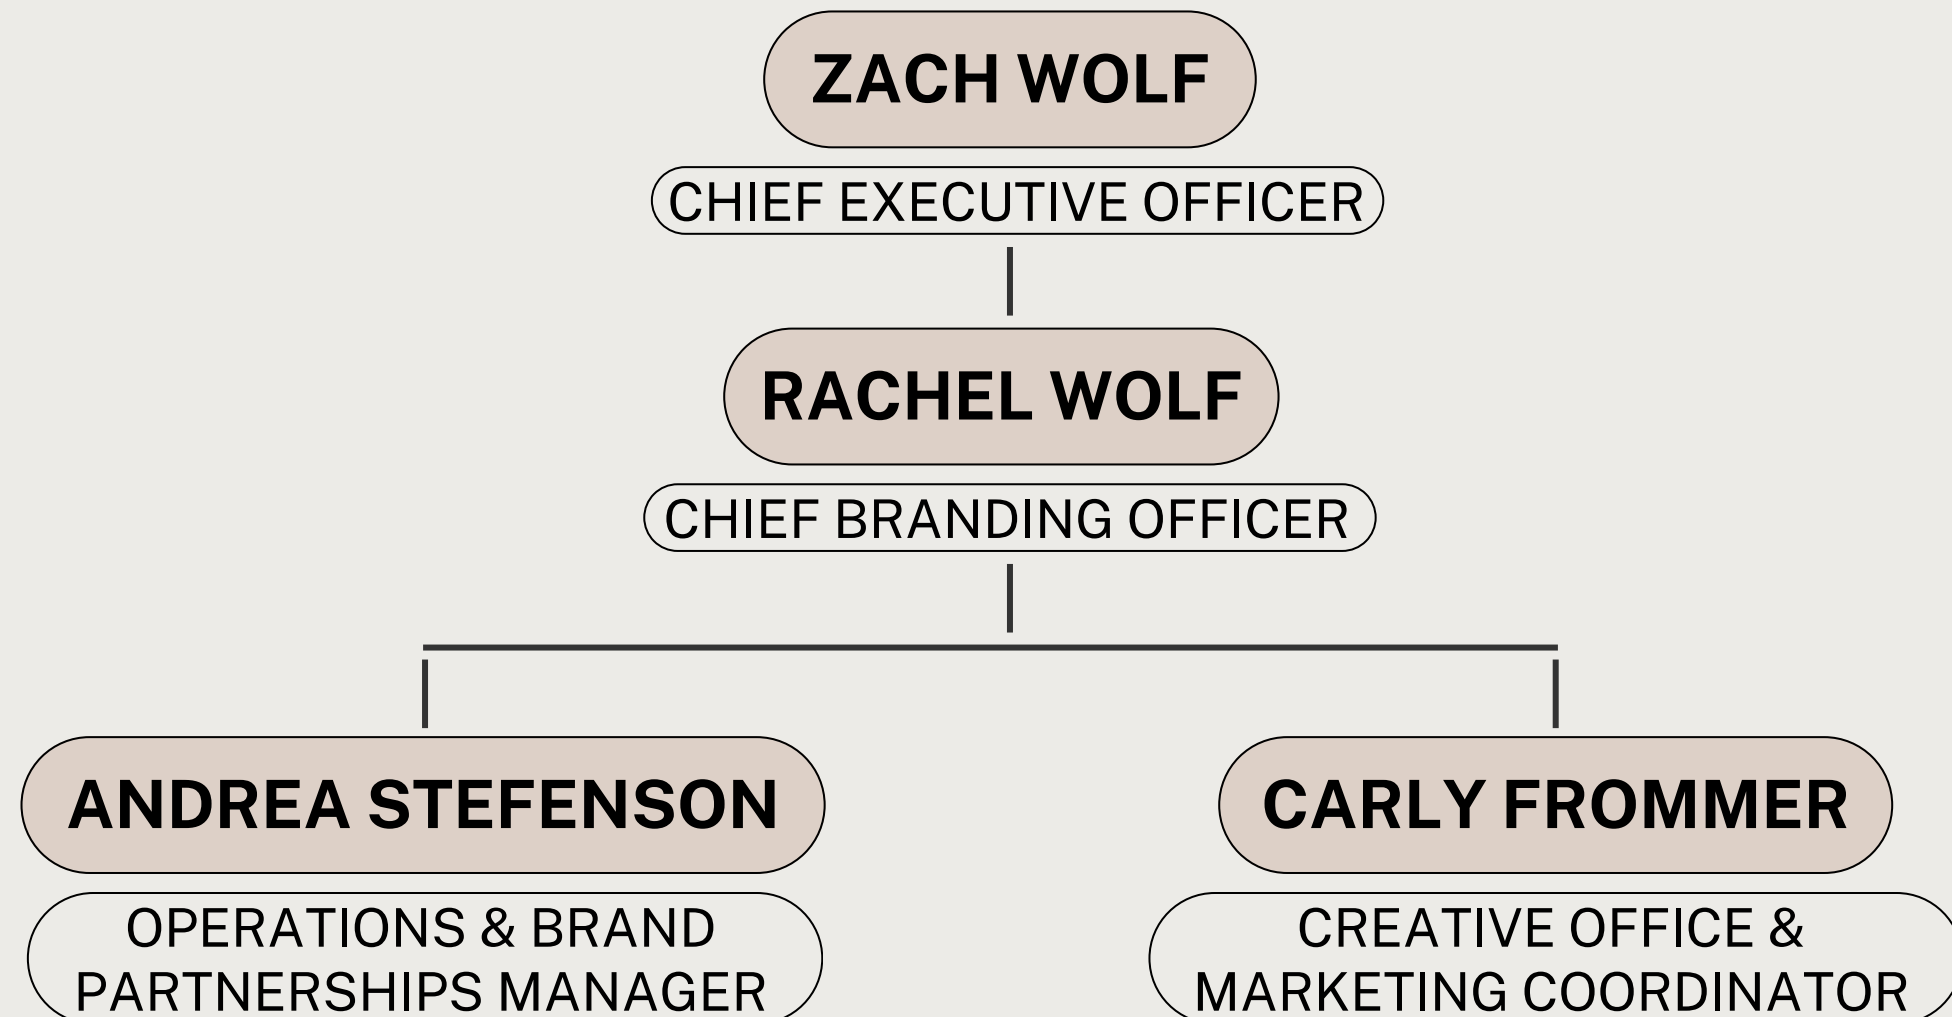 ZACH WOLF
CHIEF EXECUTIVE OFFICER
RACHEL WOLF
CHIEF BRANDING OFFICER
ANDREA STEFENSON
OPERATIONS & BRAND
PARTNERSHIPS MANAGER
CARLY FROMMER
CREATIVE OFFICE &
MARKETING COORDINATOR